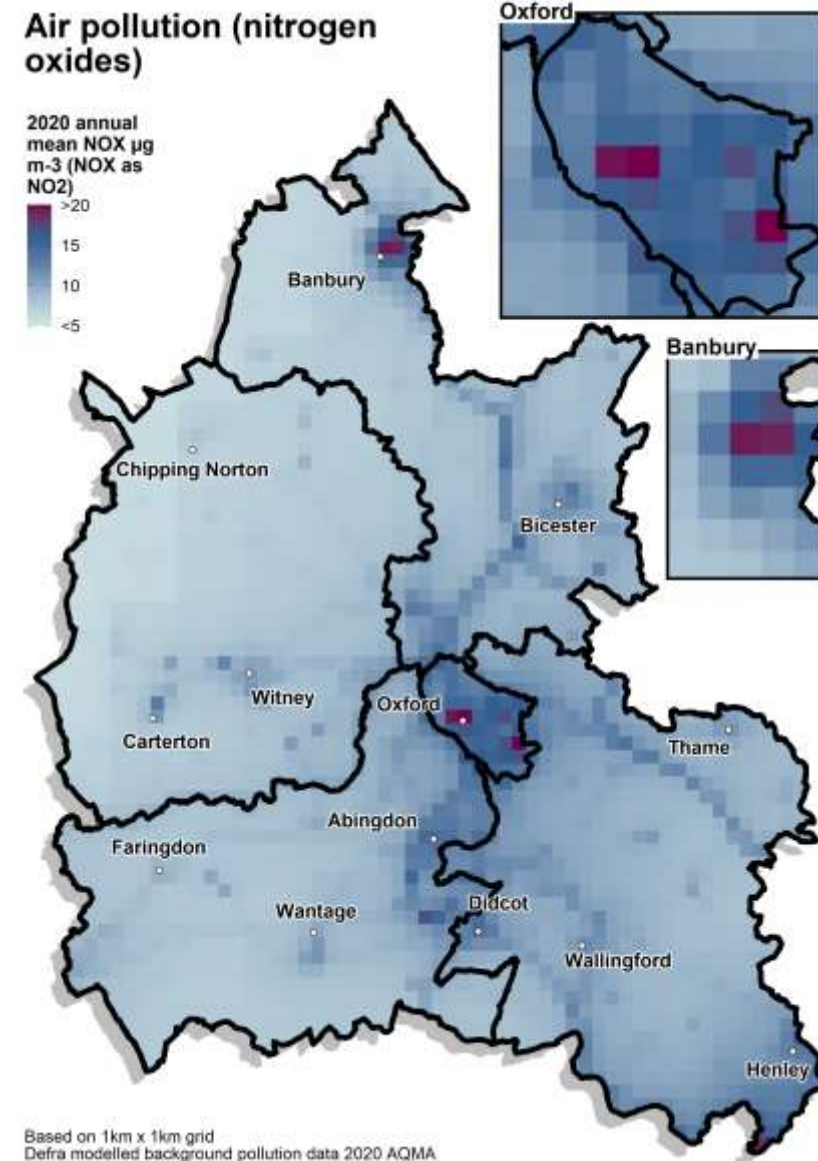 Air pollution (nitrogen
oxides)
2020 annual
mean NOX µg
m-3 (NOX as
NO2)
>20
15
10
<5
Oxford
Banbury
Banbury
Chipping Norton
Bicester
Witney
Oxford
Carterton
Thame
Abingdon
Faringdon
Didcot
Wantage
Wallingford
Henley
Based on 1km x 1km grid
Defra modelled background pollution data 2020 AQMA